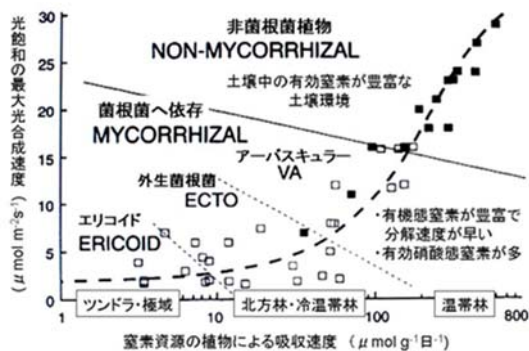 光飽和の最大光合成速度
(μmol m⁻²s⁻¹)
30
25
20
15
10
5
0
非菌根菌植物
NON-MYCORRHIZAL
土壌中の有効窒素が豊富な
土壌環境
菌根菌へ依存
MYCORRHIZAL
アーバスキュラー
VA
外生菌根菌
ECTO
エリコイド
ERICOID
・有機態窒素が豊富で
分解速度が早い
・有効硝酸態窒素が多
ツンドラ・極域
北方林・冷温帯林
温帯林
1
10
100
800
窒素資源の植物による吸収速度 (μmol g⁻¹日⁻¹)